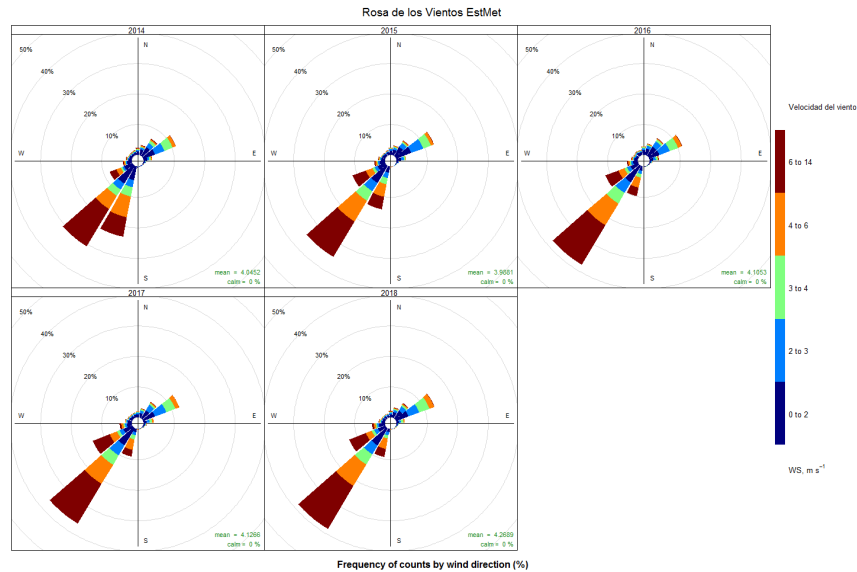 Rosa de los Vientos EstMet
2014
50%
40%
30%
20%
10%
N
W
E
S
mean = 4.0452
calm = 0 %
2015
50%
40%
30%
20%
10%
N
W
E
S
mean = 3.9881
calm = 0 %
2016
50%
40%
30%
20%
10%
N
W
E
S
mean = 4.1053
calm = 0 %
2017
50%
40%
30%
20%
10%
N
W
E
S
mean = 4.1266
calm = 0 %
2018
50%
40%
30%
20%
10%
N
W
E
S
mean = 4.2689
calm = 0 %
Velocidad del viento
6 to 14
4 to 6
3 to 4
2 to 3
0 to 2
WS, m s⁻¹
Frequency of counts by wind direction (%)